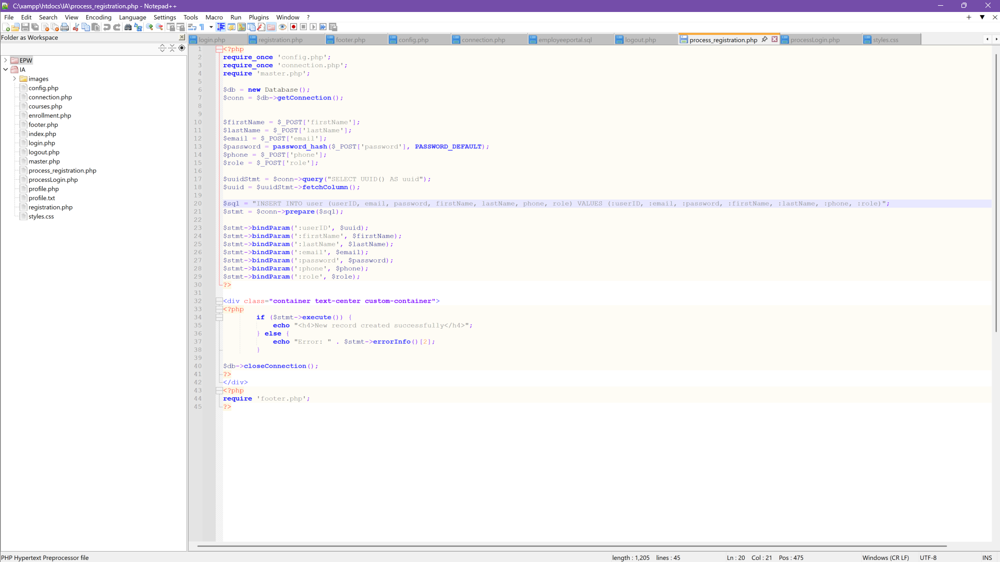 C:\xampp\htdocs\IA\process_registration.php - Notepad++
File Edit Search View Encoding Language Settings Tools Macro Run Plugins Window ?
Folder as Workspace
EPW
IA
images
config.php
connection.php
courses.php
enrollment.php
footer.php
index.php
login.php
logout.php
master.php
process_registration.php
processLogin.php
profile.php
profile.txt
registration.php
styles.css
login.php registration.php footer.php config.php connection.php employeeportal.sql logout.php process_registration.php processLogin.php styles.css
1 <?php
2 require_once 'config.php';
3 require_once 'connection.php';
4 require 'master.php';
5
6 $db = new Database();
7 $conn = $db->getConnection();
8
9
10 $firstName = $_POST['firstName'];
11 $lastName = $_POST['lastName'];
12 $email = $_POST['email'];
13 $password = password_hash($_POST['password'], PASSWORD_DEFAULT);
14 $phone = $_POST['phone'];
15 $role = $_POST['role'];
16
17 $uuidStmt = $conn->query("SELECT UUID() AS uuid");
18 $uuid = $uuidStmt->fetchColumn();
19
20 $sql = "INSERT INTO user (userID, email, password, firstName, lastName, phone, role) VALUES (:userID, :email, :password, :firstName, :lastName, :phone, :role)";
21 $stmt = $conn->prepare($sql);
22
23 $stmt->bindParam(':userID', $uuid);
24 $stmt->bindParam(':firstName', $firstName);
25 $stmt->bindParam(':lastName', $lastName);
26 $stmt->bindParam(':email', $email);
27 $stmt->bindParam(':password', $password);
28 $stmt->bindParam(':phone', $phone);
29 $stmt->bindParam(':role', $role);
30 ?>
31
32 <div class="container text-center custom-container">
33 <?php
34 if ($stmt->execute()) {
35 echo "<h4>New record created successfully</h4>";
36 } else {
37 echo "Error: " . $stmt->errorInfo()[2];
38 }
39
40 $db->closeConnection();
41 ?>
42 </div>
43 <?php
44 require 'footer.php';
45 ?>
PHP Hypertext Preprocessor file length : 1,205 lines : 45 Ln : 20 Col : 21 Pos : 475 Windows (CR LF) UTF-8 INS